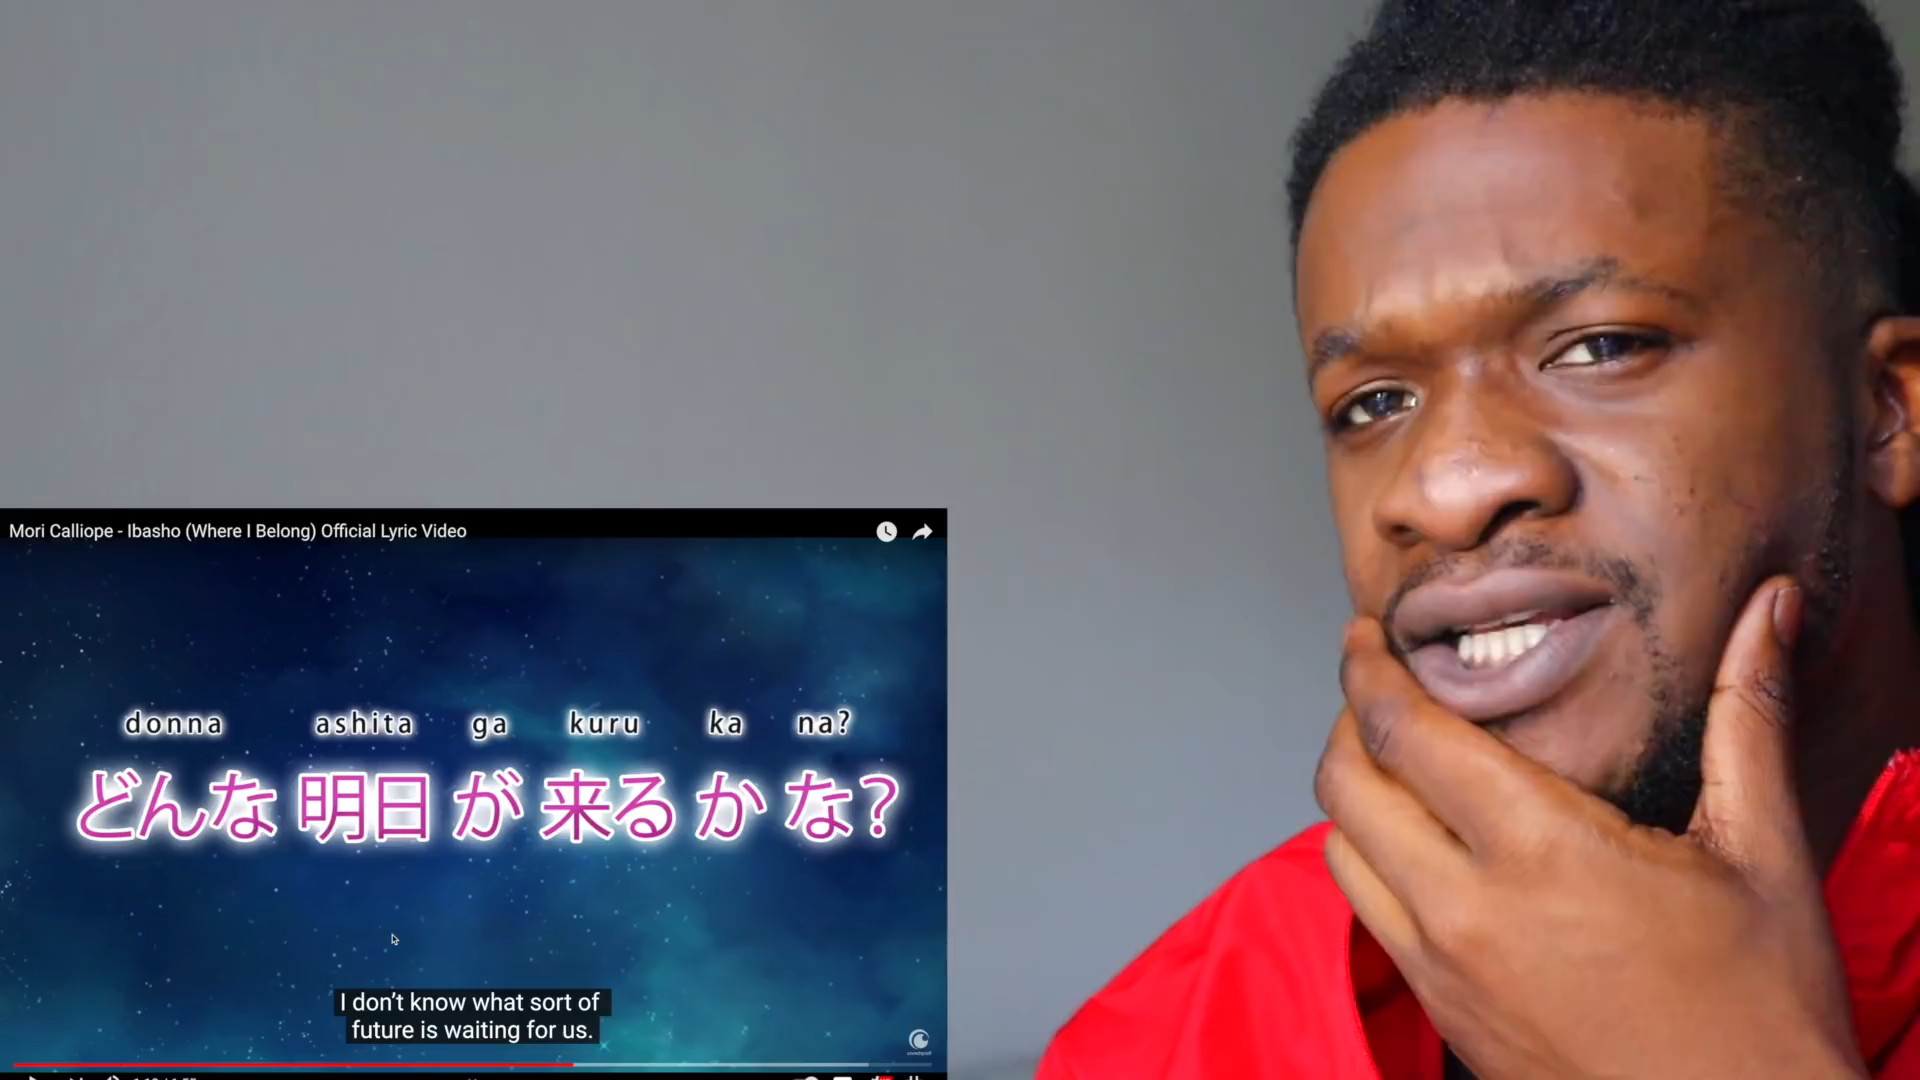 Mori Calliope - Ibasho (Where I Belong) Official Lyric Video
donna ashita ga kuru ka na?
どんな 明日 が 来る か な?
I don't know what sort of
future is waiting for us.